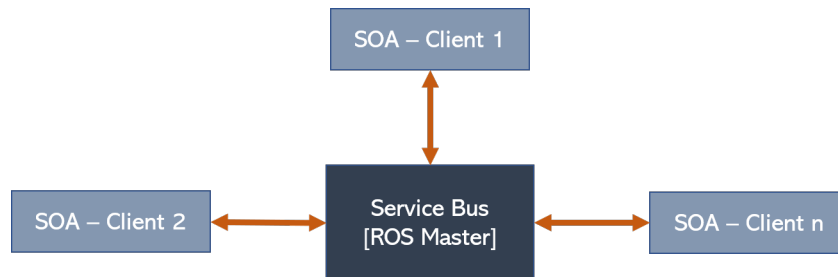 SOA – Client 1
SOA – Client 2
Service Bus
[ROS Master]
SOA – Client n